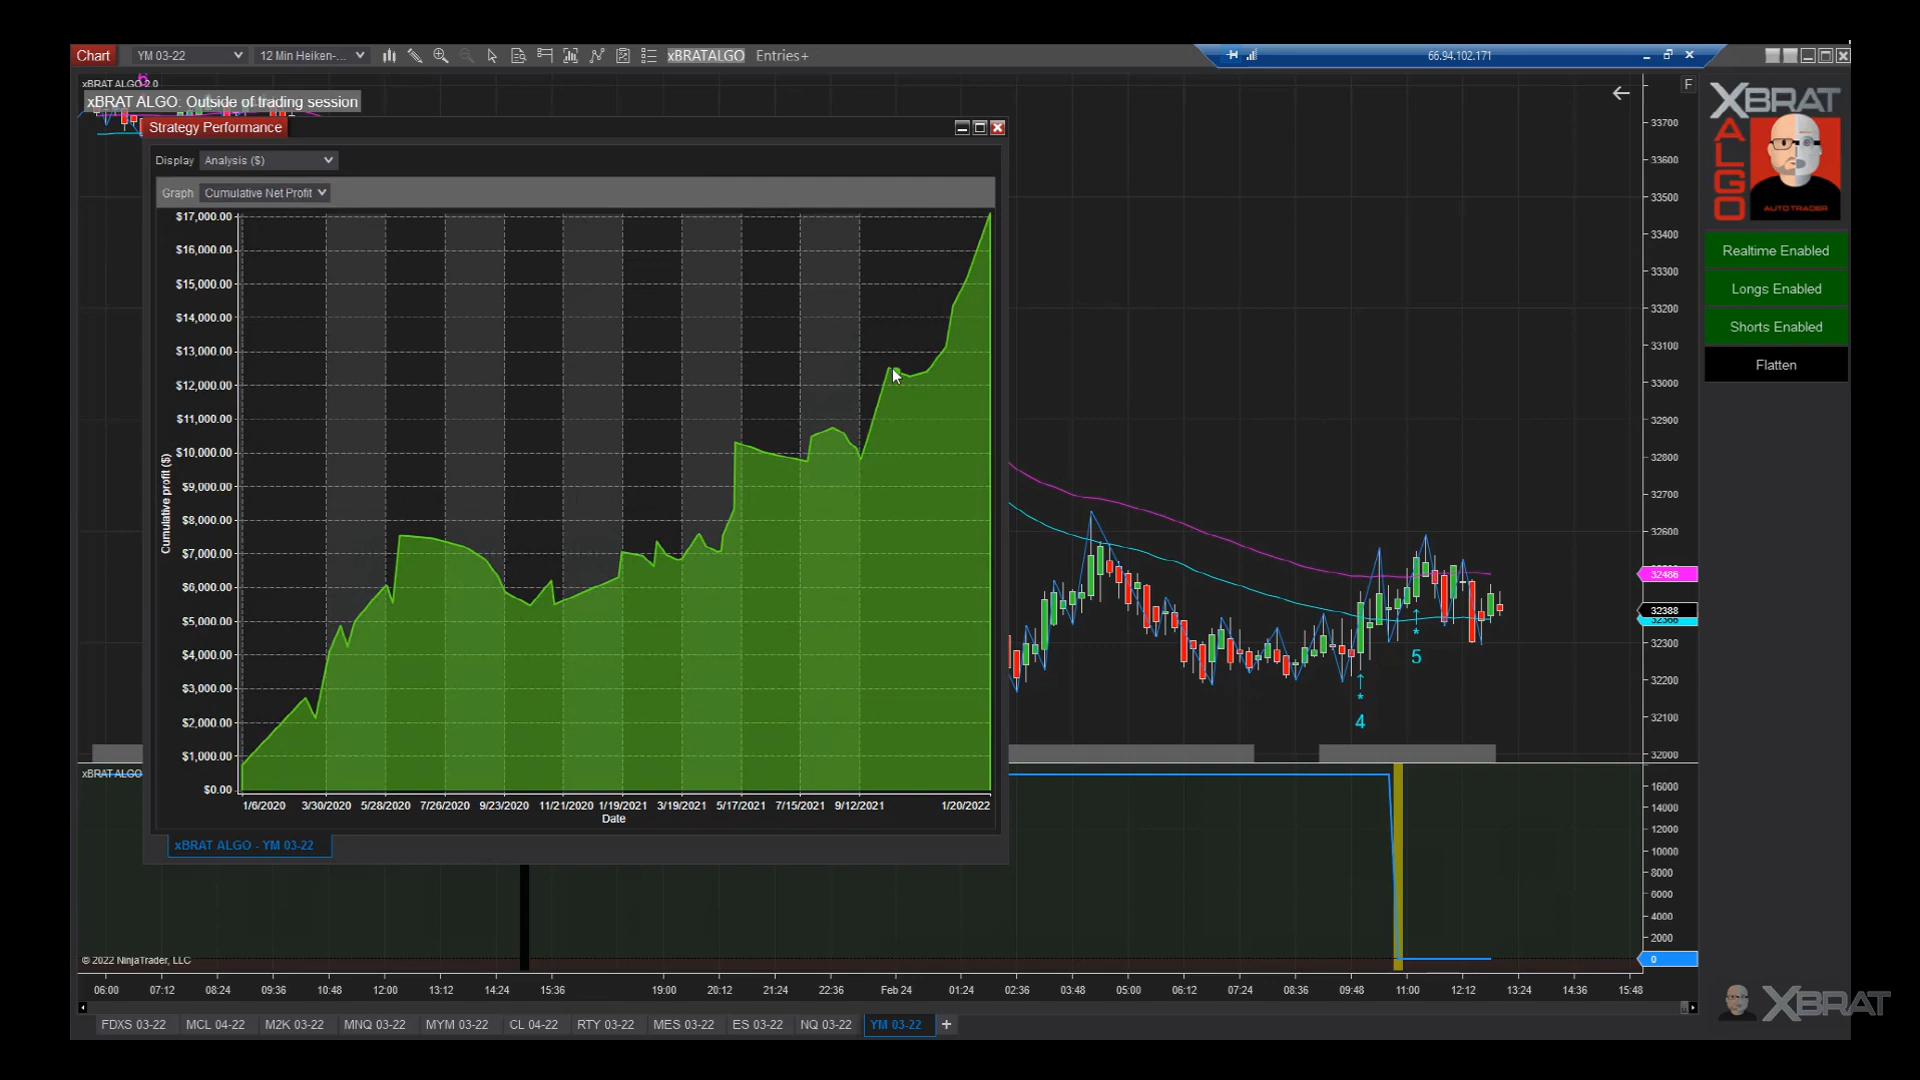 Chart YM 03-22 12 Min Heiken-... xBRATALGO Entries+ 66.94.102.171
xBRAT ALGO 2.0
6
xBRAT ALGO: Outside of trading session
F
Strategy Performance
Display Analysis ($)
Graph Cumulative Net Profit
$17,000.00
$16,000.00
$15,000.00
$14,000.00
$13,000.00
$12,000.00
$11,000.00
$10,000.00
$9,000.00
$8,000.00
$7,000.00
$6,000.00
$5,000.00
$4,000.00
$3,000.00
$2,000.00
$1,000.00
$0.00
Cumulative profit ($)
1/6/2020 3/30/2020 5/28/2020 7/26/2020 9/23/2020 11/21/2020 1/19/2021 3/19/2021 5/17/2021 7/15/2021 9/12/2021 1/20/2022
Date
xBRAT ALGO - YM 03-22
xBRAT ALGO
5
4
33700
33600
33500
33400
33300
33200
33100
33000
32900
32800
32700
32600
32486
32388
32366
32300
32200
32100
32000
16000
14000
12000
10000
8000
6000
4000
2000
0
XBRAT
ALGO
AUTO TRADER
Realtime Enabled
Longs Enabled
Shorts Enabled
Flatten
© 2022 NinjaTrader, LLC
06:00 07:12 08:24 09:36 10:48 12:00 13:12 14:24 15:36 19:00 20:12 21:24 22:36 Feb 24 01:24 02:36 03:48 05:00 06:12 07:24 08:36 09:48 11:00 12:12 13:24 14:36 15:48
FDXS 03-22 MCL 04-22 M2K 03-22 MNQ 03-22 MYM 03-22 CL 04-22 RTY 03-22 MES 03-22 ES 03-22 NQ 03-22 YM 03-22 +
XBRAT